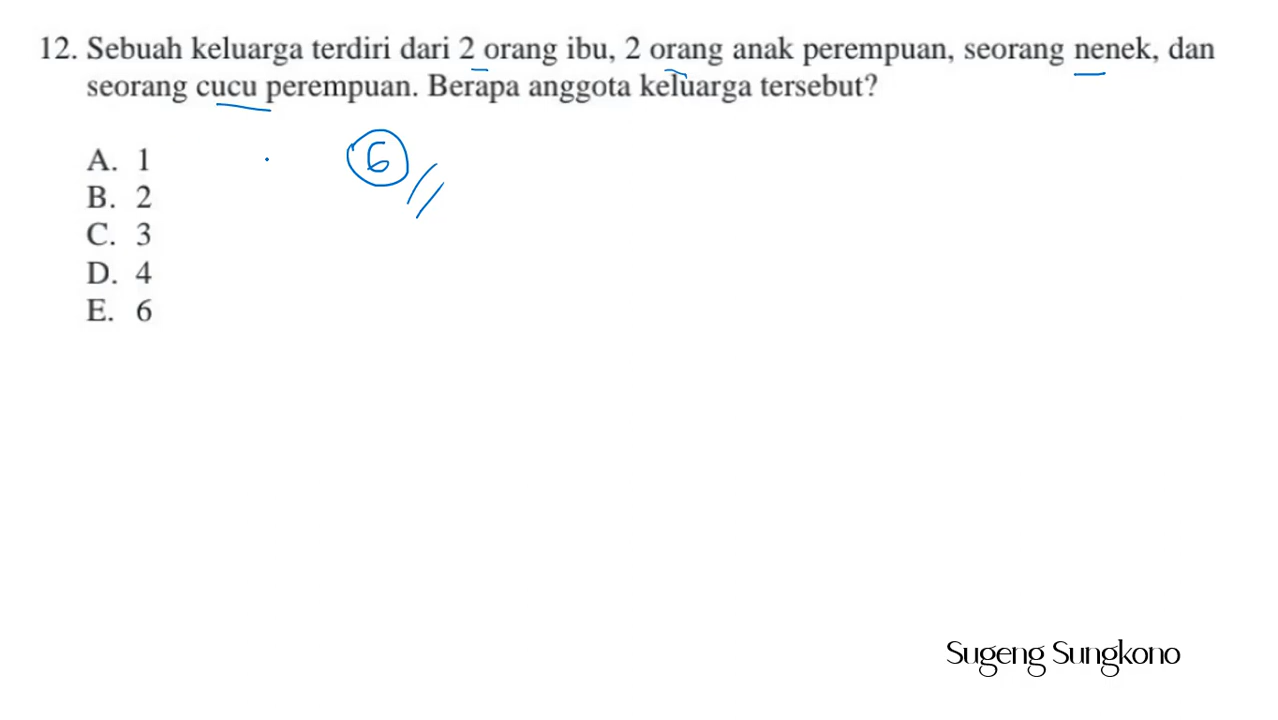 12. Sebuah keluarga terdiri dari 2 orang ibu, 2 orang anak perempuan, seorang nenek, dan
seorang cucu perempuan. Berapa anggota keluarga tersebut?
A. 1
6
B. 2
C. 3
D. 4
E. 6
Sugeng Sungkono